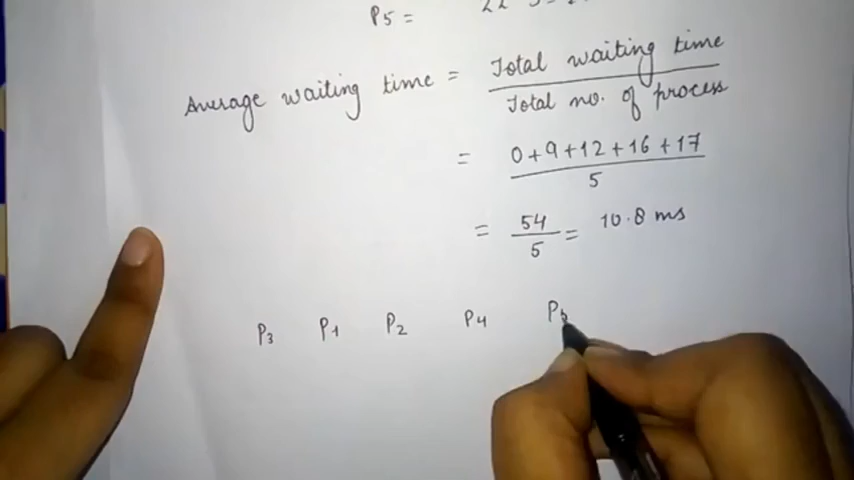 P5 =
Average waiting time = Total waiting time
Total no. of process
= 0+9+12+16+17
5
= 54
5
= 10.8 ms
P3 P1 P2 P4